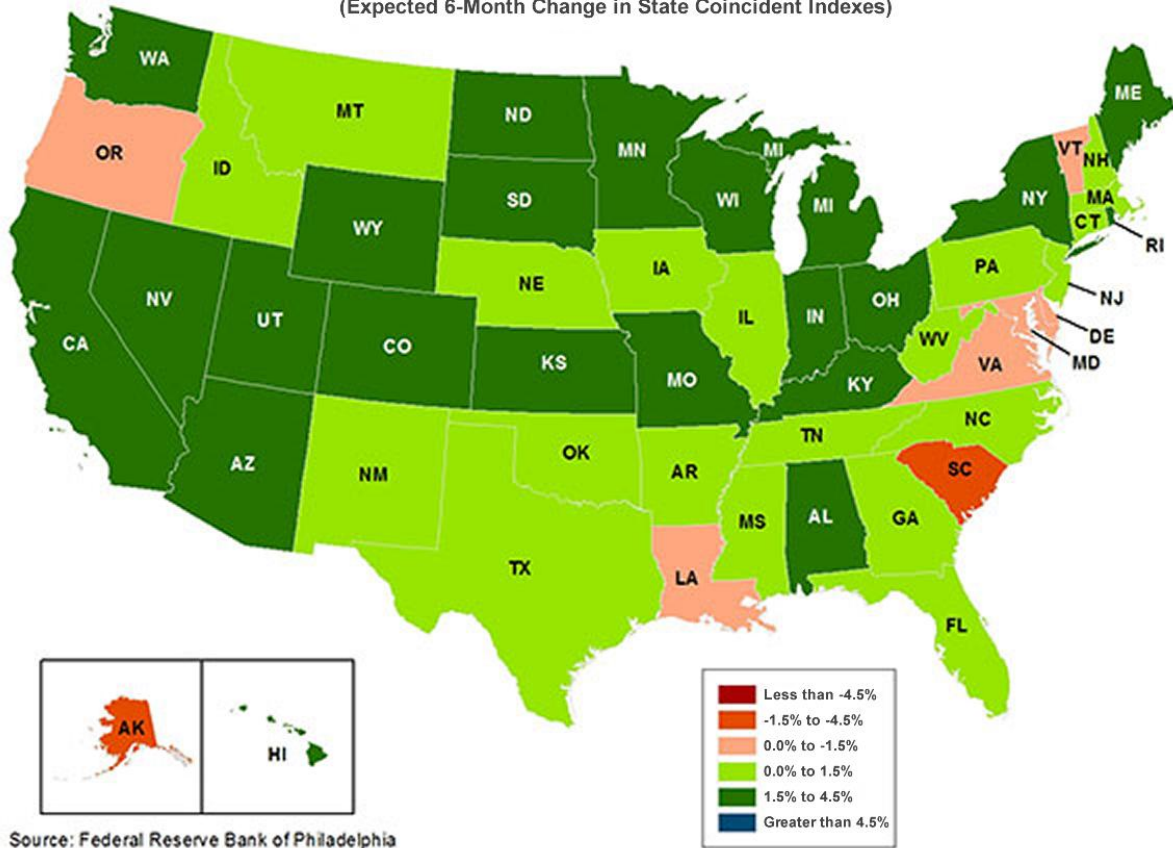 (Expected 6-Month Change in State Coincident Indexes)
WA
ME
MT
ND
MN
OR
MI
VT
NH
ID
SD
WI
NY
MA
MI
CT
WY
RI
IA
PA
NE
NV
OH
NJ
UT
IL
IN
DE
CA
CO
WV
MD
KS
VA
MO
KY
NC
TN
OK
AZ
NM
AR
SC
MS
AL
GA
TX
LA
FL
AK
HI
Less than -4.5%
-1.5% to -4.5%
0.0% to -1.5%
0.0% to 1.5%
1.5% to 4.5%
Greater than 4.5%
Source: Federal Reserve Bank of Philadelphia